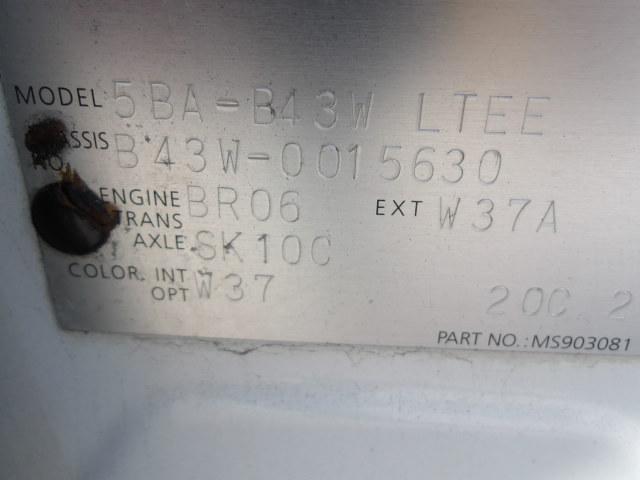 MODEL 5BA-B43W LTEE
CHASSIS NO. B43W-0015630
ENGINE BR06 EXT W37A
TRANS
AXLE SK10C
COLOR. INT W37
OPT
20C 2
PART NO.: MS903081